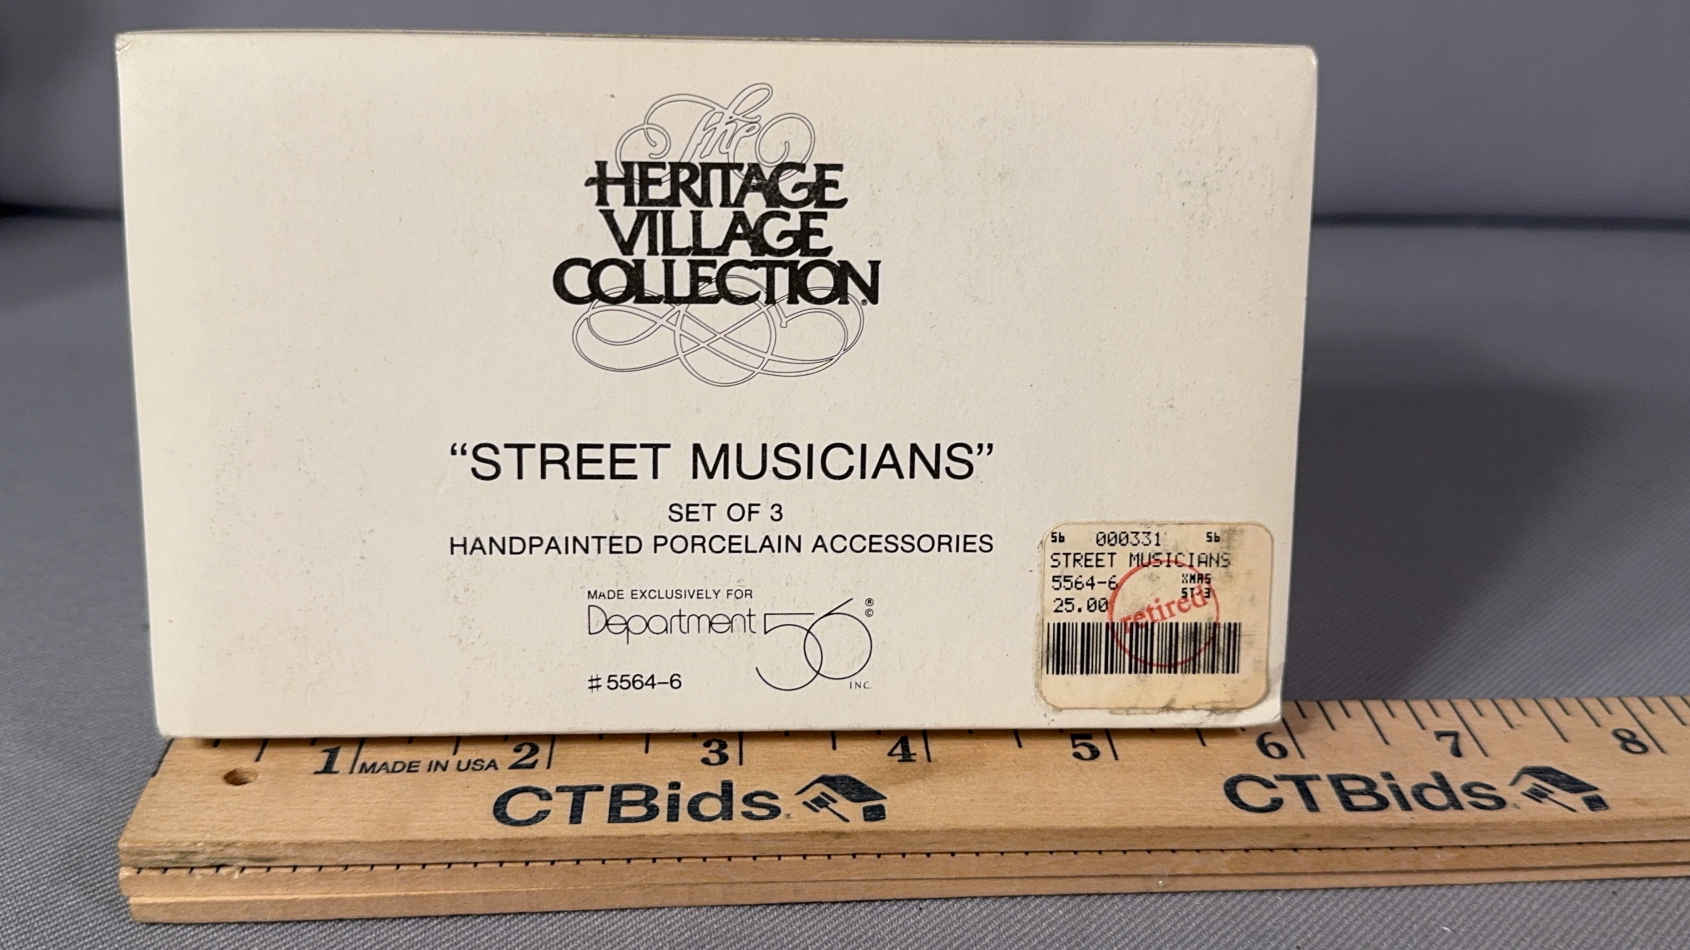 The
HERITAGE
VILLAGE
COLLECTION®
“STREET MUSICIANS”
SET OF 3
HANDPAINTED PORCELAIN ACCESSORIES
MADE EXCLUSIVELY FOR
Department 56 ® ©
INC.
#5564–6
56 000331 56
STREET MUSICIANS
5564-6 XMAS
25.00 ST/3
retired
1 2 3 4 5 6 7 8
MADE IN USA
CTBids CTBids